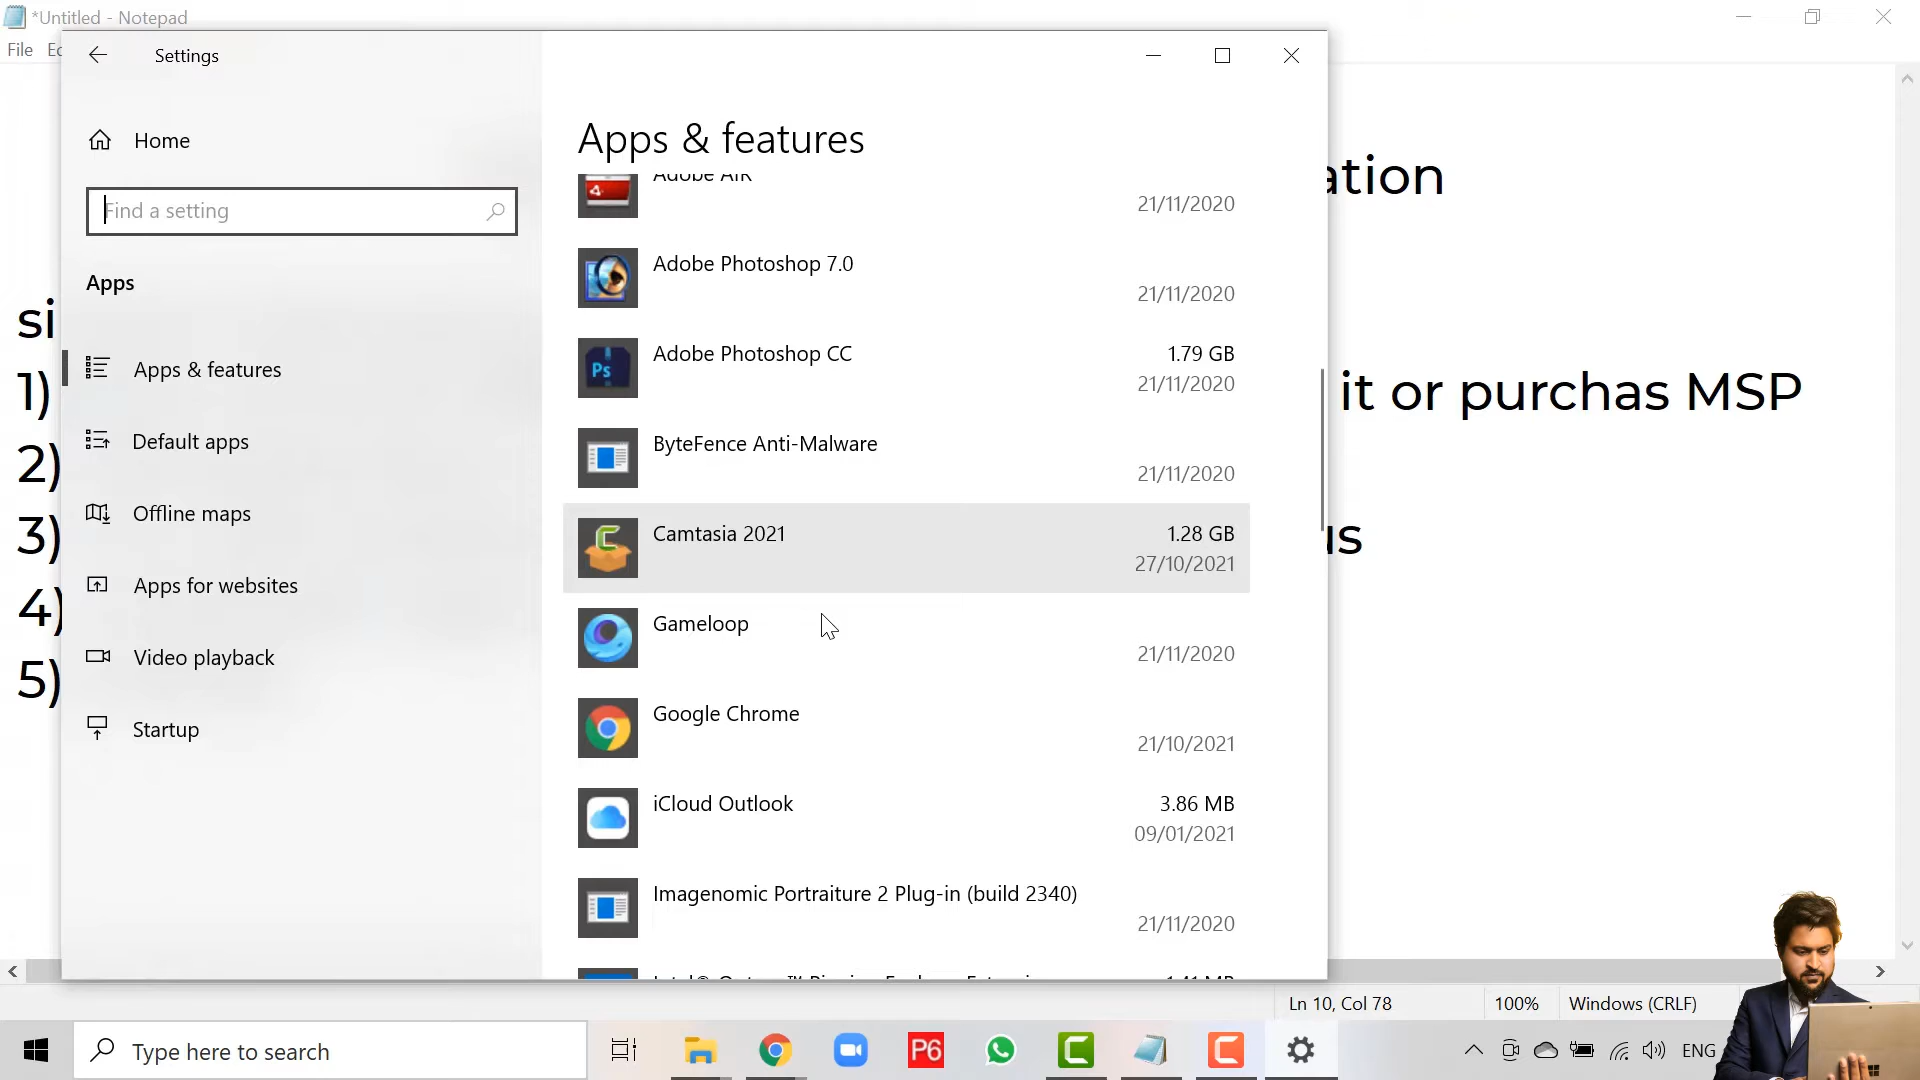 *Untitled - Notepad
File
Settings
Home
Find a setting
Apps
Apps & features
Default apps
Offline maps
Apps for websites
Video playback
Startup
Apps & features
Adobe AIR
21/11/2020
Adobe Photoshop 7.0
21/11/2020
Adobe Photoshop CC 1.79 GB
21/11/2020
ByteFence Anti-Malware
21/11/2020
Camtasia 2021 1.28 GB
27/10/2021
Gameloop
21/11/2020
Google Chrome
21/10/2021
iCloud Outlook 3.86 MB
09/01/2021
Imagenomic Portraiture 2 Plug-in (build 2340)
21/11/2020
ation
si
1) it or purchas MSP
2)
3) us
4)
5)
Ln 10, Col 78 100% Windows (CRLF)
Type here to search
P6
ENG